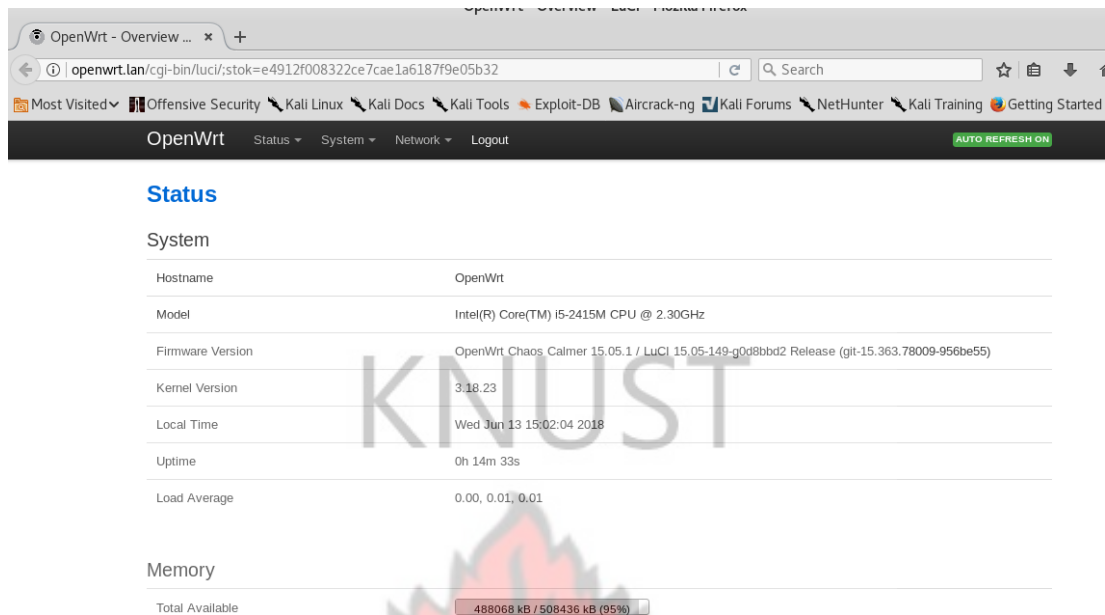 OpenWrt - Overview - LuCI - Mozilla Firefox
OpenWrt - Overview ...
openwrt.lan/cgi-bin/luci/;stok=e4912f008322ce7cae1a6187f9e05b32
Search
Most Visited Offensive Security Kali Linux Kali Docs Kali Tools Exploit-DB Aircrack-ng Kali Forums NetHunter Kali Training Getting Started
OpenWrt Status System Network Logout AUTO REFRESH ON
Status
System
Hostname OpenWrt
Model Intel(R) Core(TM) i5-2415M CPU @ 2.30GHz
Firmware Version OpenWrt Chaos Calmer 15.05.1 / LuCI 15.05-149-g0d8bbd2 Release (git-15.363.78009-956be55)
Kernel Version 3.18.23
KNUST
Local Time Wed Jun 13 15:02:04 2018
Uptime 0h 14m 33s
Load Average 0.00, 0.01, 0.01
Memory
Total Available 488068 kB / 508436 kB (95%)